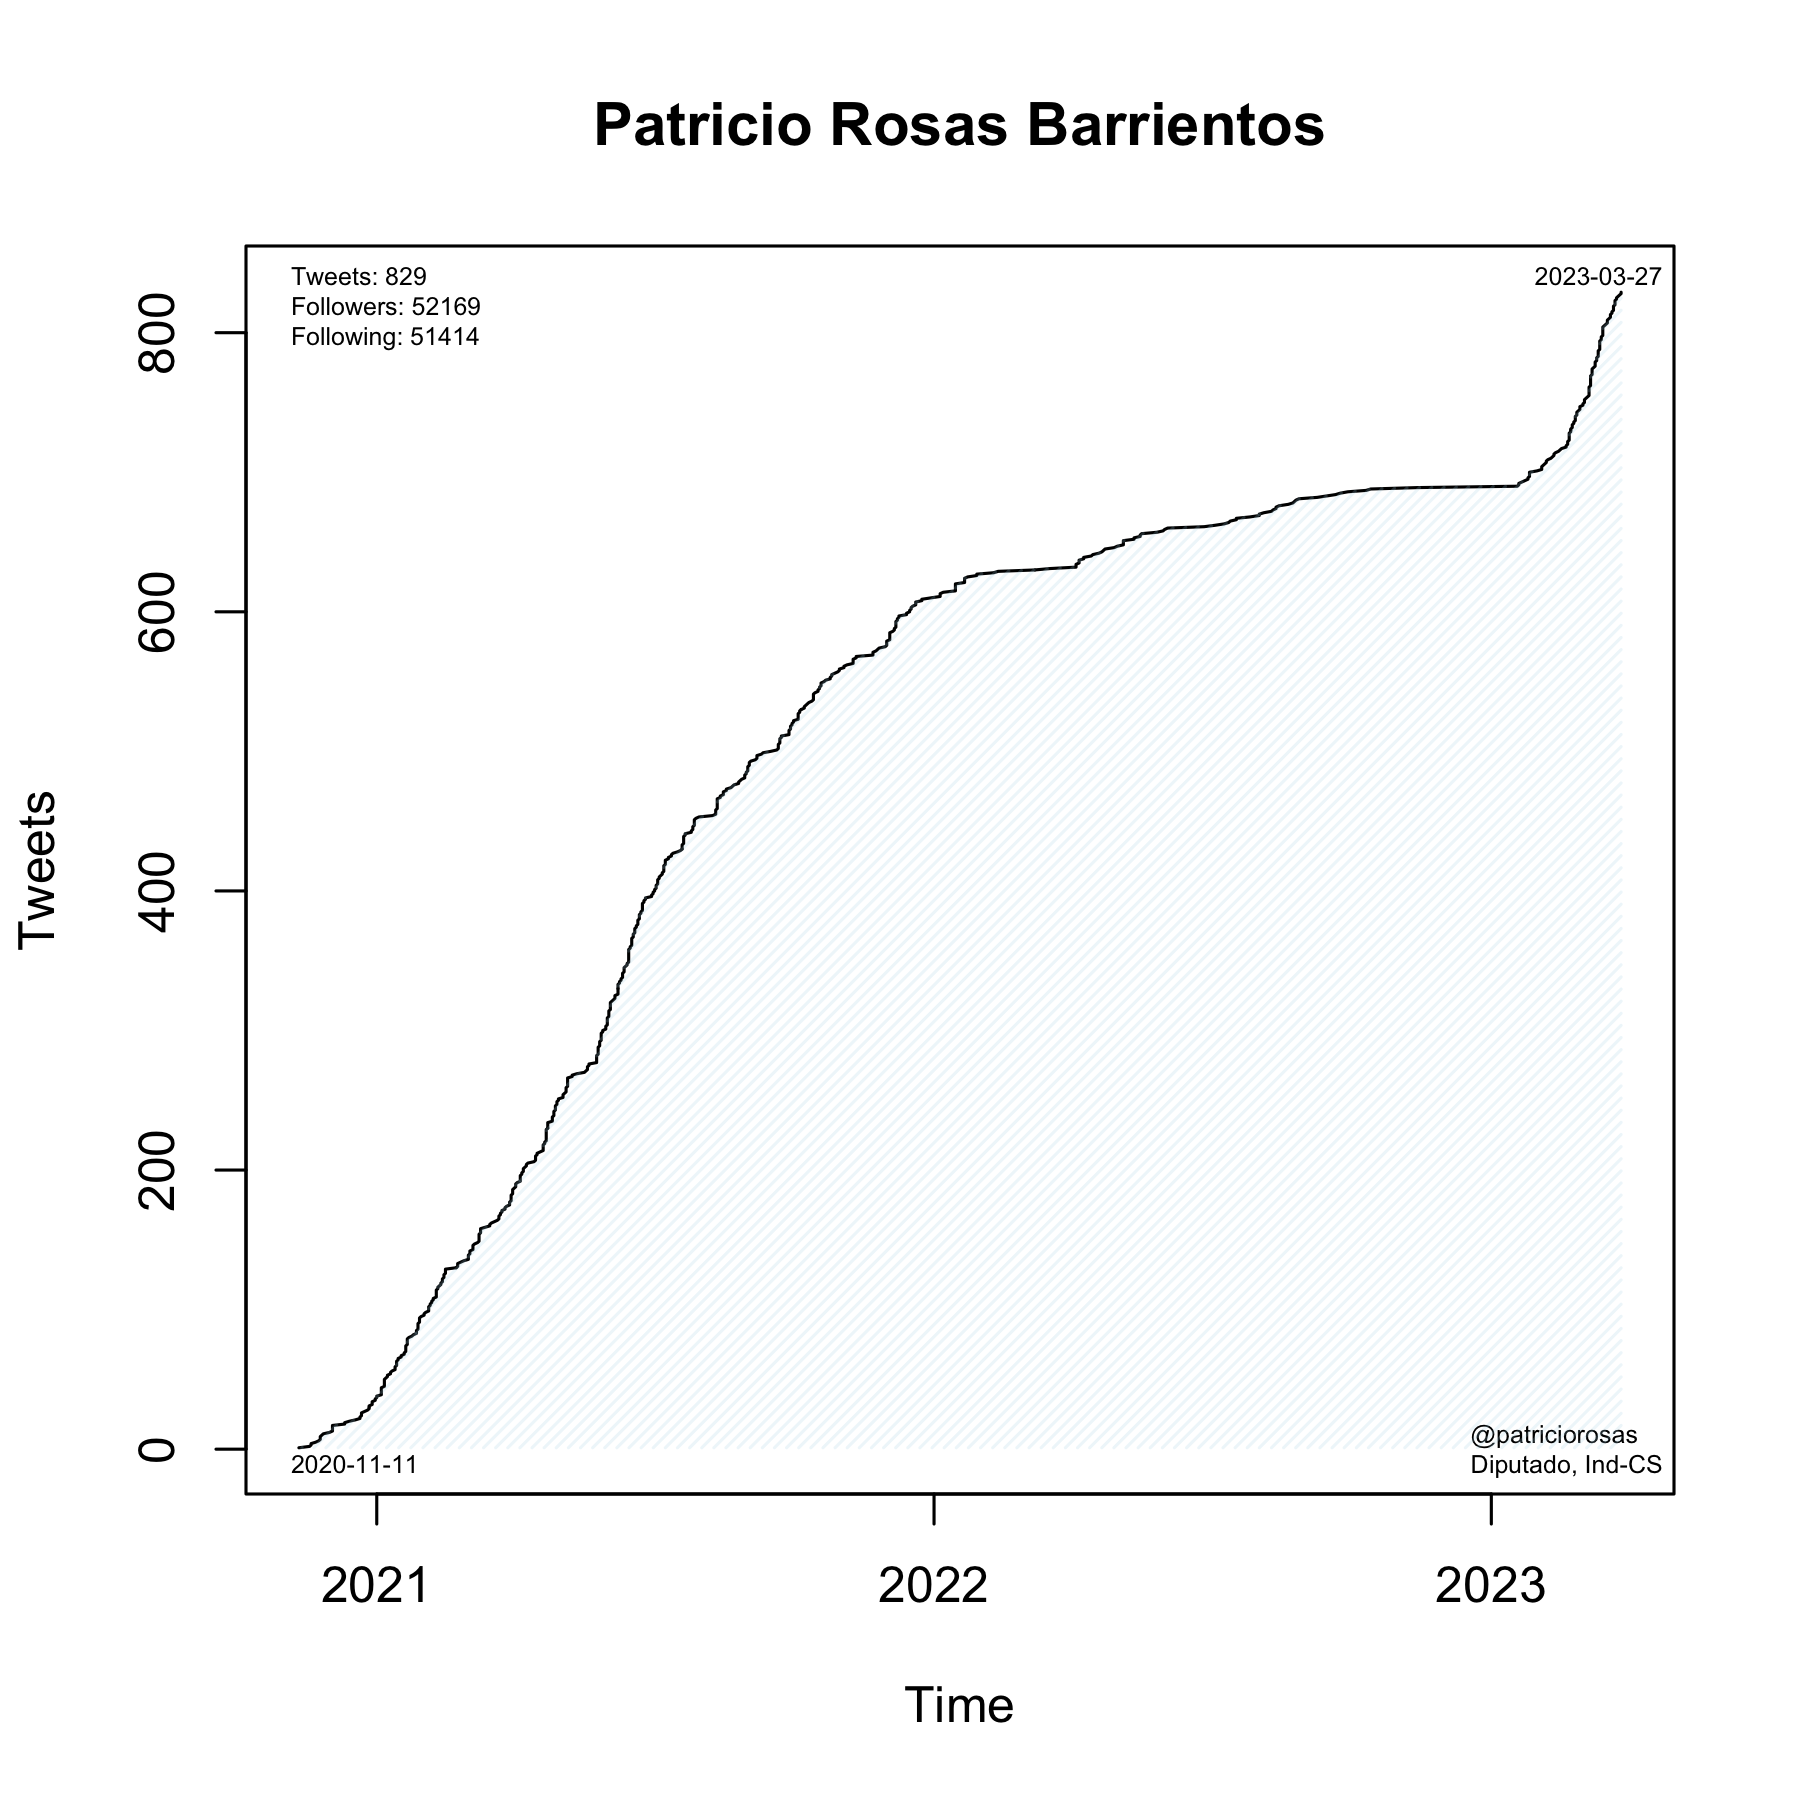 Patricio Rosas Barrientos
Tweets: 829
Followers: 52169
Following: 51414
2023-03-27
800
600
400
200
0
Tweets
2020-11-11
@patriciorosas
Diputado, Ind-CS
2021
2022
2023
Time